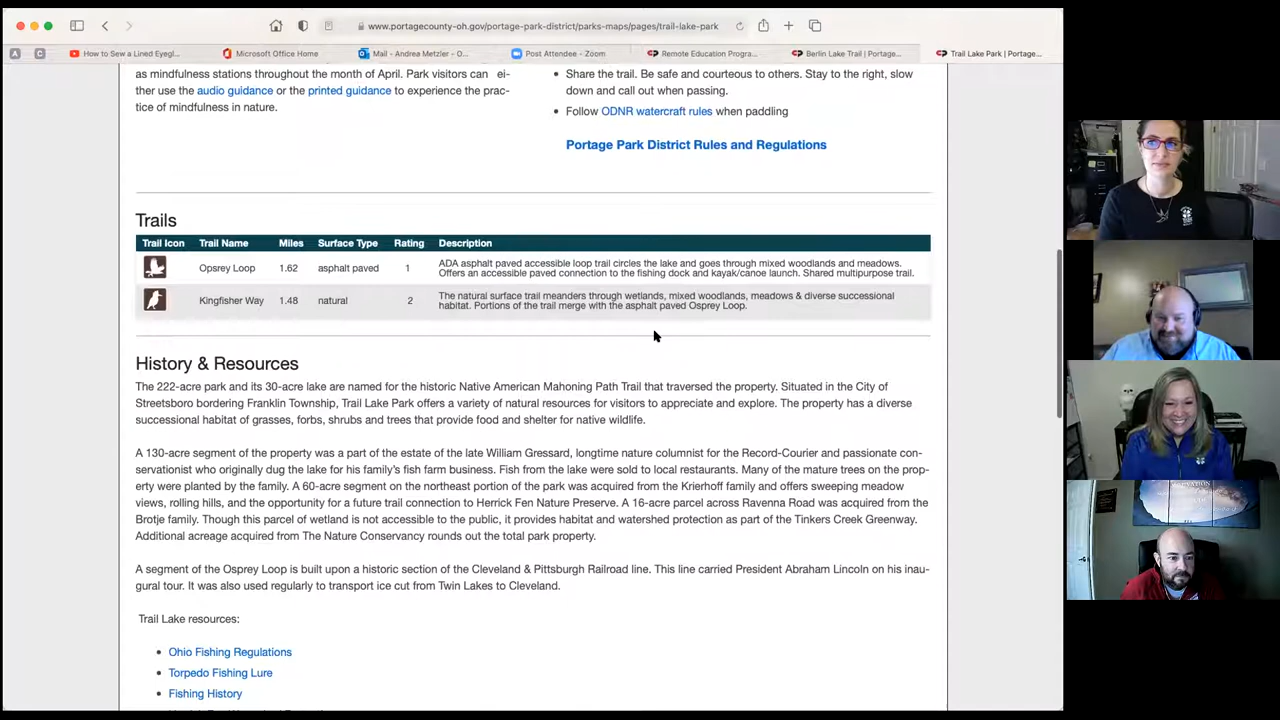 www.portagecounty-oh.gov/portage-park-district/parks-maps/pages/trail-lake-park
A
C
How to Sew a Lined Eyegl...
Microsoft Office Home
Mail - Andrea Metzler - O...
Post Attendee - Zoom
Remote Education Progra...
Berlin Lake Trail | Portage...
Trail Lake Park | Portage...
as mindfulness stations throughout the month of April. Park visitors can ei-
ther use the audio guidance or the printed guidance to experience the prac-
tice of mindfulness in nature.
Share the trail. Be safe and courteous to others. Stay to the right, slow
down and call out when passing.
Follow ODNR watercraft rules when paddling
Portage Park District Rules and Regulations
Trails
Trail Icon Trail Name Miles Surface Type Rating Description
Opsrey Loop 1.62 asphalt paved 1 ADA asphalt paved accessible loop trail circles the lake and goes through mixed woodlands and meadows.
Offers an accessible paved connection to the fishing dock and kayak/canoe launch. Shared multipurpose trail.
Kingfisher Way 1.48 natural 2 The natural surface trail meanders through wetlands, mixed woodlands, meadows & diverse successional
habitat. Portions of the trail merge with the asphalt paved Osprey Loop.
History & Resources
The 222-acre park and its 30-acre lake are named for the historic Native American Mahoning Path Trail that traversed the property. Situated in the City of
Streetsboro bordering Franklin Township, Trail Lake Park offers a variety of natural resources for visitors to appreciate and explore. The property has a diverse
successional habitat of grasses, forbs, shrubs and trees that provide food and shelter for native wildlife.
A 130-acre segment of the property was a part of the estate of the late William Gressard, longtime nature columnist for the Record-Courier and passionate con-
servationist who originally dug the lake for his family's fish farm business. Fish from the lake were sold to local restaurants. Many of the mature trees on the prop-
erty were planted by the family. A 60-acre segment on the northeast portion of the park was acquired from the Krierhoff family and offers sweeping meadow
views, rolling hills, and the opportunity for a future trail connection to Herrick Fen Nature Preserve. A 16-acre parcel across Ravenna Road was acquired from the
Brotje family. Though this parcel of wetland is not accessible to the public, it provides habitat and watershed protection as part of the Tinkers Creek Greenway.
Additional acreage acquired from The Nature Conservancy rounds out the total park property.
A segment of the Osprey Loop is built upon a historic section of the Cleveland & Pittsburgh Railroad line. This line carried President Abraham Lincoln on his inau-
gural tour. It was also used regularly to transport ice cut from Twin Lakes to Cleveland.
Trail Lake resources:
Ohio Fishing Regulations
Torpedo Fishing Lure
Fishing History